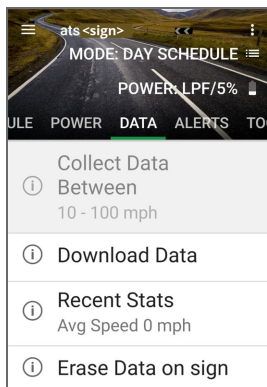 ats <sign>
MODE: DAY SCHEDULE
POWER: LPF/5%
ULE POWER DATA ALERTS TO
Collect Data
Between
10 - 100 mph
Download Data
Recent Stats
Avg Speed 0 mph
Erase Data on sign